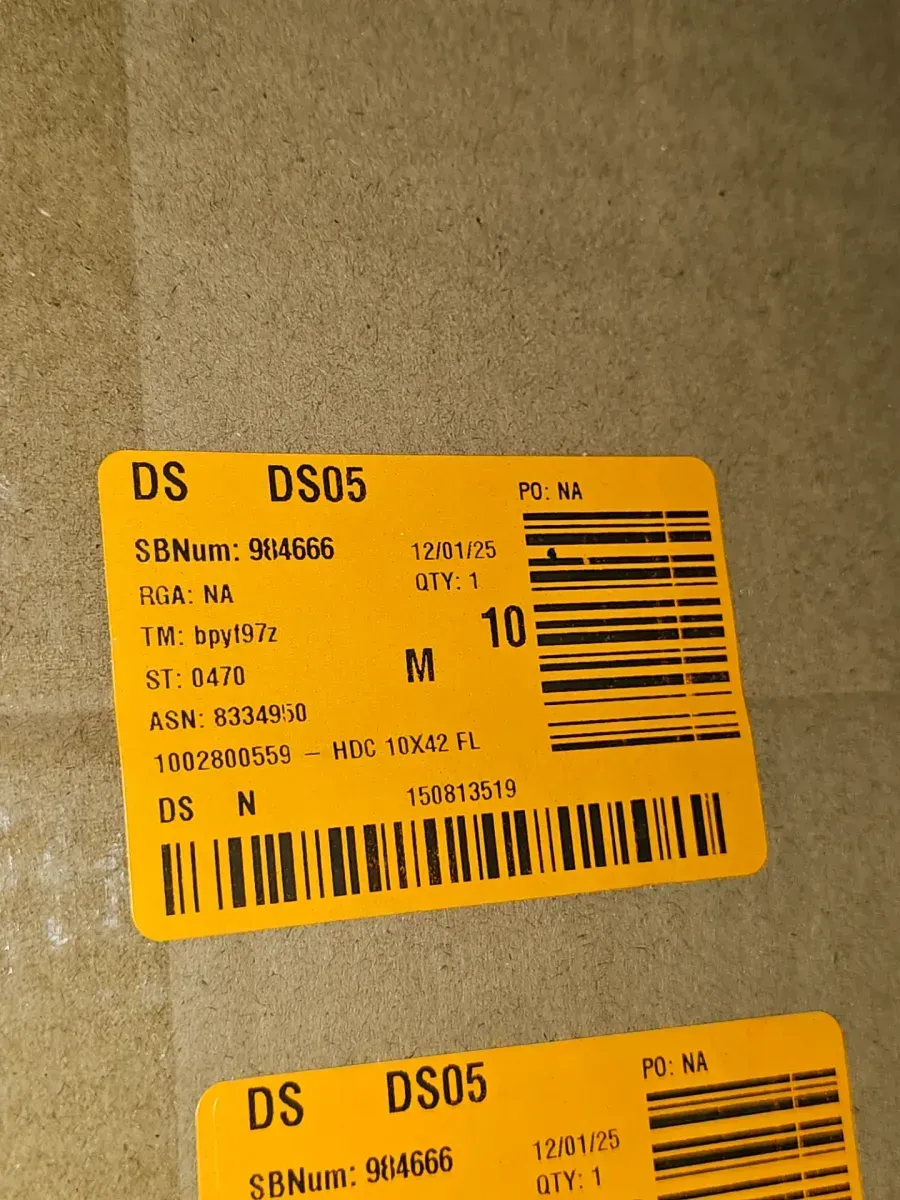 DS DS05 PO: NA
SBNum: 984666 12/01/25
RGA: NA QTY: 1
TM: bpyf97z 10
ST: 0470 M
ASN: 8334950
1002800559 – HDC 10X42 FL
DS N 150813519
DS DS05 PO: NA
SBNum: 984666 12/01/25
QTY: 1